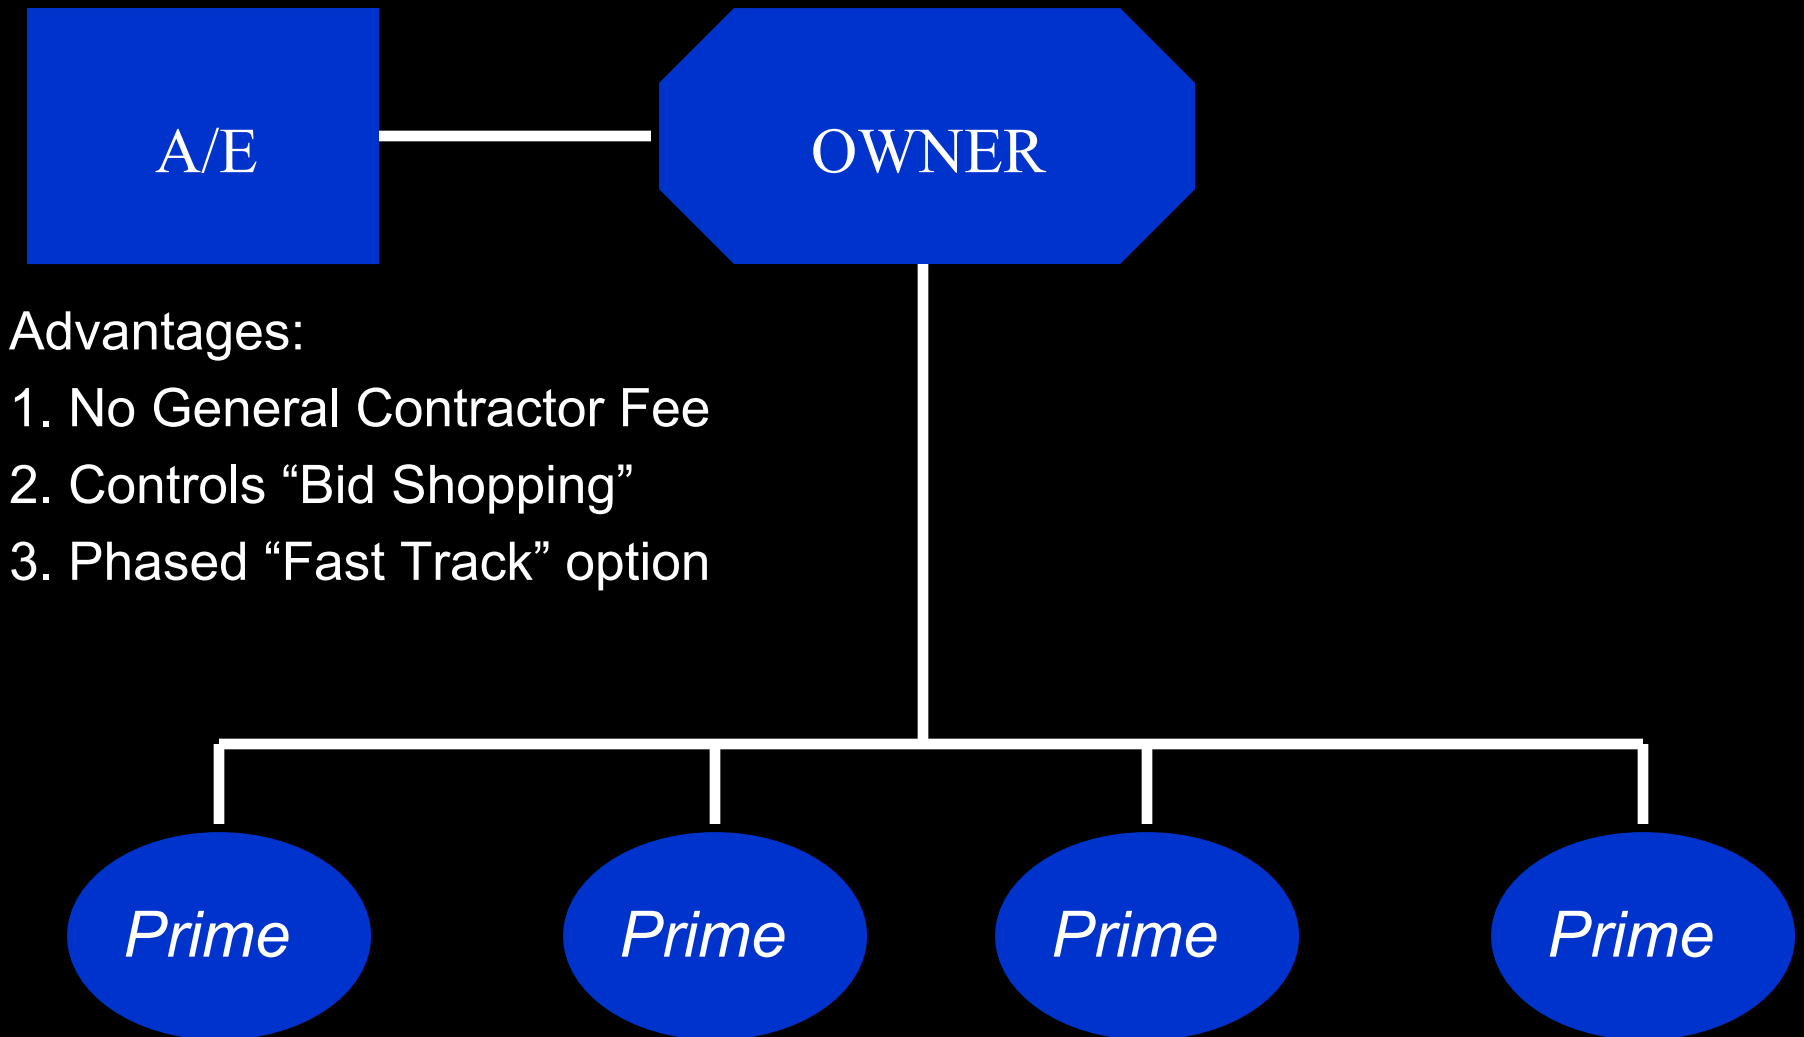 A/E
OWNER
Advantages:
1. No General Contractor Fee
2. Controls “Bid Shopping”
3. Phased “Fast Track” option
Prime
Prime
Prime
Prime